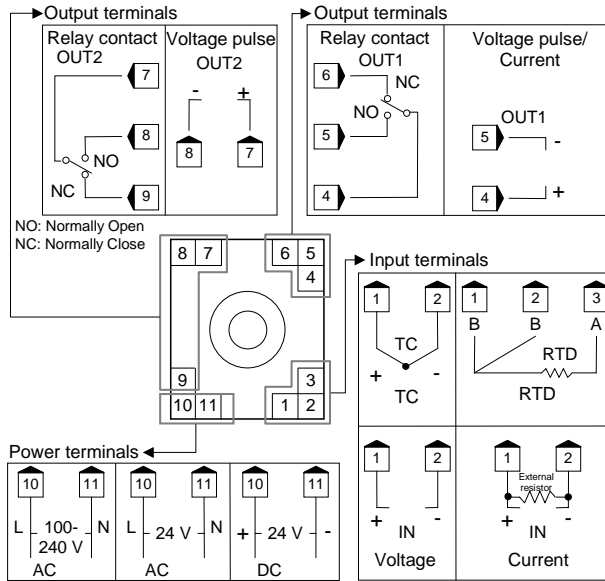 Output terminals
Relay contact
OUT2
7
8
NO
NC
9
Voltage pulse
OUT2
- +
8 7
NO: Normally Open
NC: Normally Close
Output terminals
Relay contact
OUT1
6
NC
NO
5
4
Voltage pulse/
Current
OUT1
5
-
4
+
8 7
6 5
4
9
10 11
3
1 2
Input terminals
1 2
TC
+ -
TC
1 2 3
B B A
RTD
RTD
1 2
+ -
IN
Voltage
1 2
External
resistor
+ -
IN
Current
Power terminals
10 11
L 100-
240 V N
AC
10 11
L 24 V N
AC
10 11
+ 24 V -
DC